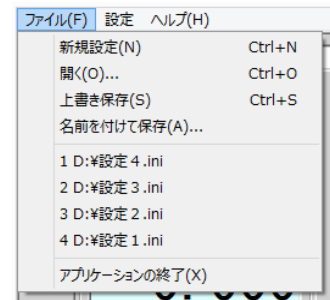 ファイル(F) 設定 ヘルプ(H)
新規設定(N) Ctrl+N
開く(O)... Ctrl+O
上書き保存(S) Ctrl+S
名前を付けて保存(A)...
1 D:¥設定４.ini
2 D:¥設定３.ini
3 D:¥設定２.ini
4 D:¥設定１.ini
アプリケーションの終了(X)